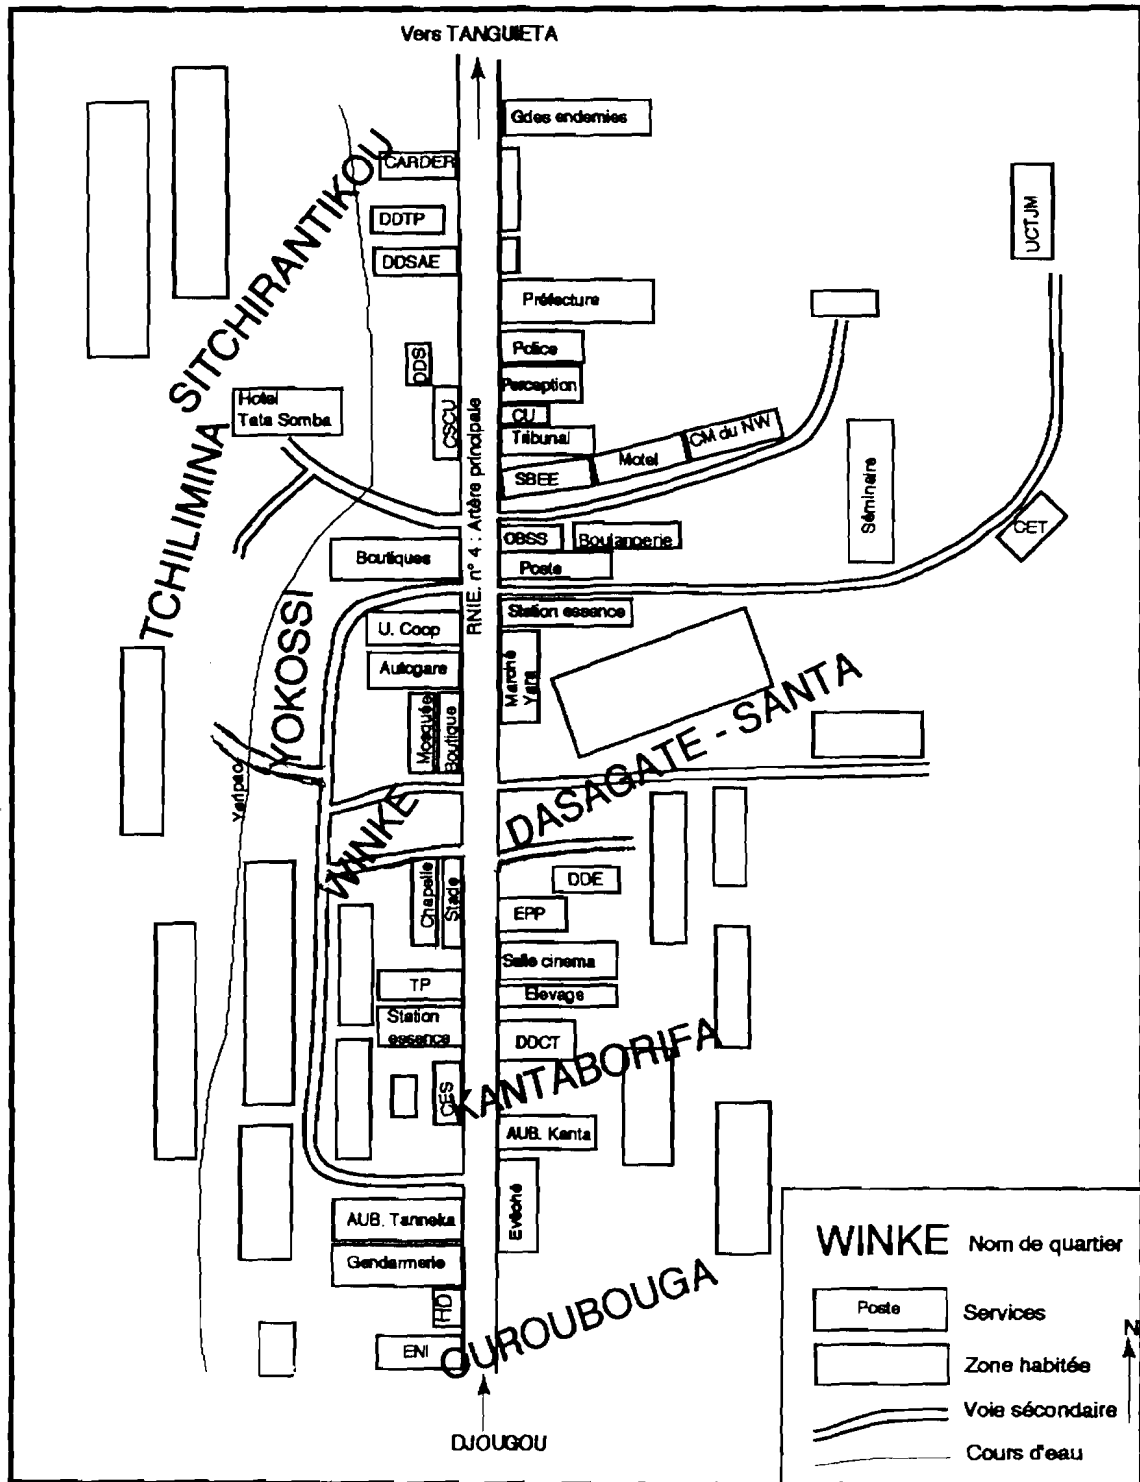 Vers TANGUIETA
Gdes endemies
CARDER
DDTP
DDSAE
UCTJM
SITCHIRANTIKOU
Préfecture
Police
DDS
Perception
Hotel
Tata Somba
CSCU
CU
Tribunal
CM du NW
Motel
SBEE
RNIE. n° 4 : Artère principale
Séminaire
CET
TCHILIMINA
OBSS
Boulangerie
Boutiques
Poste
Station essence
U. Coop
YOKOSSI
Autogare
Marché
Yara
Mosquée
Boutique
DASAGATE - SANTA
Yaripao
WINKE
DDE
Chapelle
Stade
EPP
Salle cinema
TP
Elevage
Station
essence
DDCT
KANTABORIFA
CES
AUB. Kanta
Evêché
AUB. Tanneka
Gendarmerie
HD
OUROUBOUGA
ENI
DJOUGOU
WINKE Nom de quartier
Poste Services
Zone habitée
N
Voie sécondaire
Cours d'eau